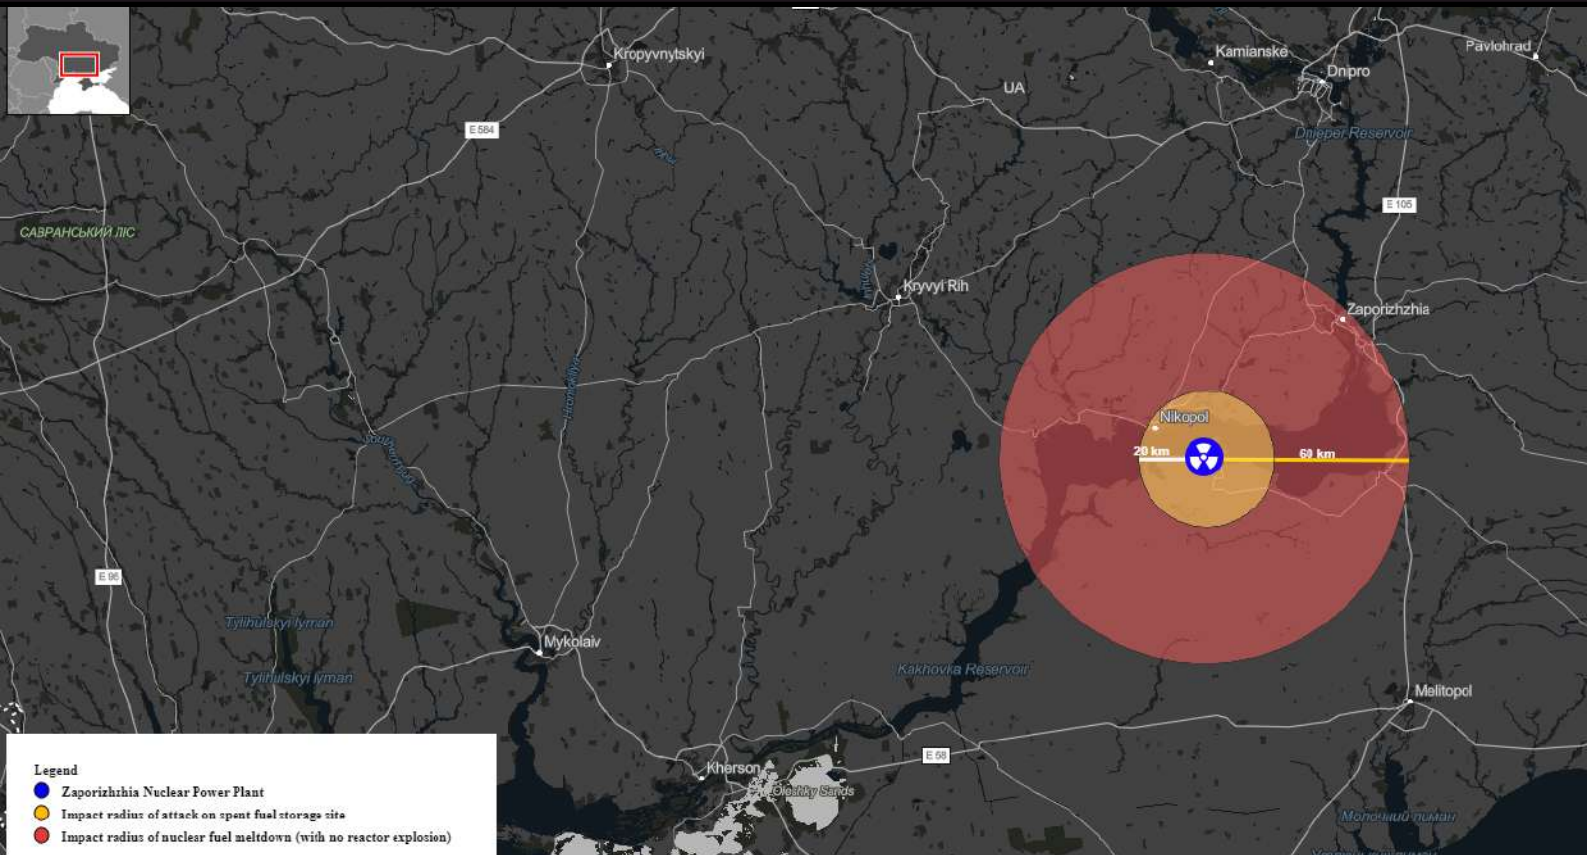 Kropyvnytskyi
Kamianske
Pavlohrad
Dnipro
UA
E 584
Dnieper Reservoir
E 105
САВРАНСЬКИЙ ЛІС
Kryvyi Rih
Zaporizhzhia
Nikopol
20 km
60 km
E 95
Tylihulskyi lyman
Mykolaiv
Kakhovka Reservoir
Tylihulskyi lyman
Melitopol
E 58
Kherson
Oleshky Sands
Молочний лиман
Legend
Zaporizhzhia Nuclear Power Plant
Impact radius of attack on spent fuel storage site
Impact radius of nuclear fuel meltdown (with no reactor explosion)